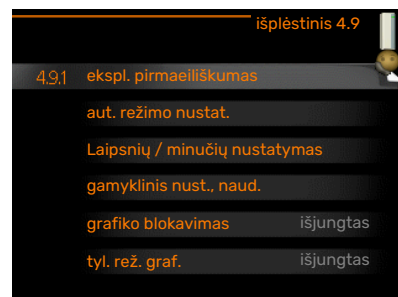 išplėstinis 4.9
4.9.1 ekspl. pirmaeiliškumas
aut. režimo nustat.
Laipsnių / minučių nustatymas
gamyklinis nust., naud.
grafiko blokavimas išjungtas
tyl. rež. graf. išjungtas